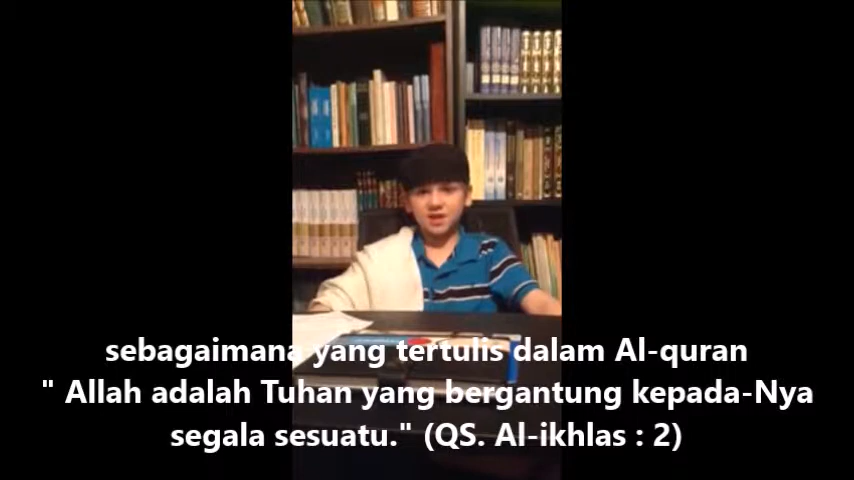 sebagaimana yang tertulis dalam Al-quran
" Allah adalah Tuhan yang bergantung kepada-Nya
segala sesuatu." (QS. Al-ikhlas : 2)